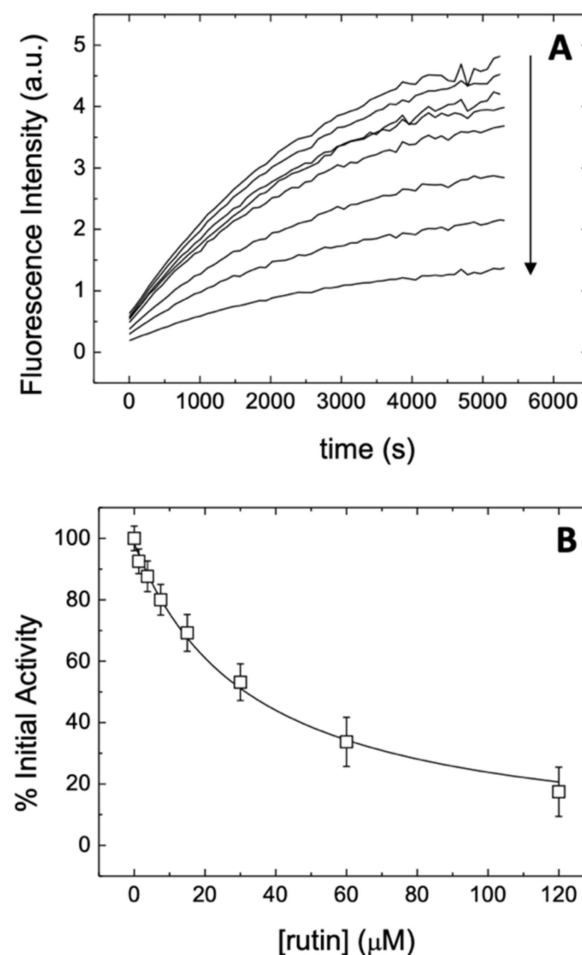 A
Fluorescence Intensity (a.u.)
5
4
3
2
1
0
0 1000 2000 3000 4000 5000 6000
time (s)
B
% Initial Activity
100
80
60
40
20
0
0 20 40 60 80 100 120
[rutin] (μM)